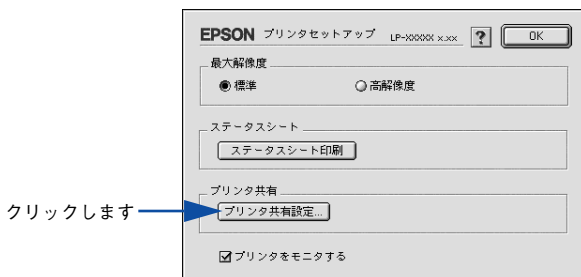 EPSON プリンタセットアップ LP-XXXXX x.xx ? OK
最大解像度
標準 高解像度
ステータスシート
ステータスシート印刷
プリンタ共有
クリックします プリンタ共有設定...
プリンタをモニタする